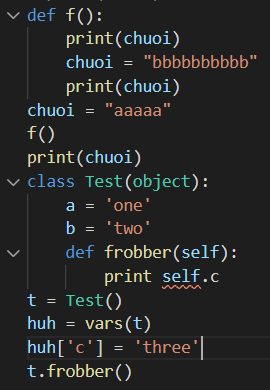 def f():
    print(chuoi)
    chuoi = "bbbbbbbbbb"
    print(chuoi)
chuoi = "aaaaa"
f()
print(chuoi)
class Test(object):
    a = 'one'
    b = 'two'
    def frobber(self):
        print self.c
t = Test()
huh = vars(t)
huh['c'] = 'three'
t.frobber()